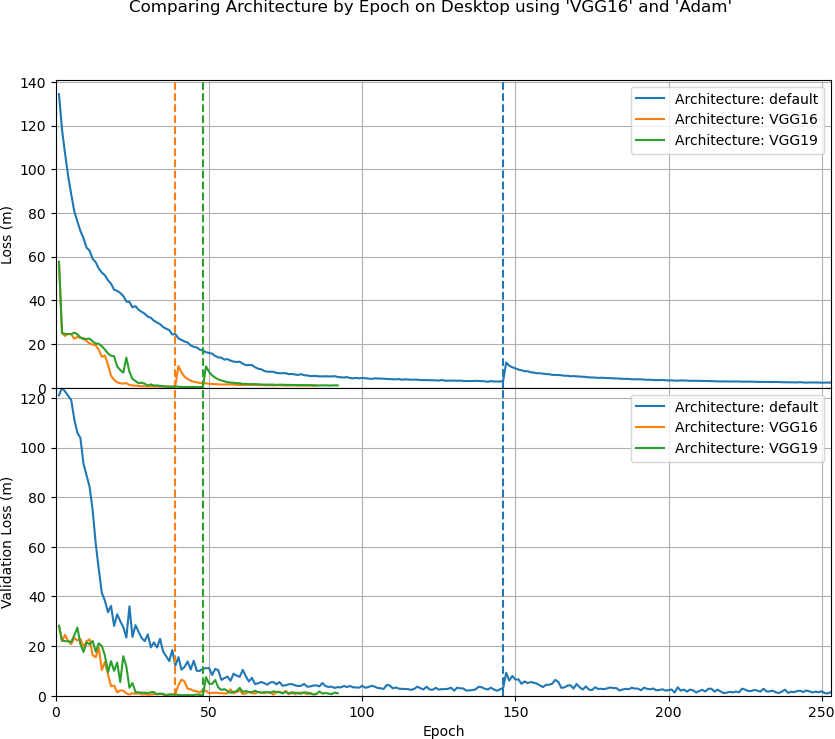 Comparing Architecture by Epoch on Desktop using 'VGG16' and 'Adam'
140
120
100
80
60
40
20
0
Loss (m)
Architecture: default
Architecture: VGG16
Architecture: VGG19
120
100
80
60
40
20
0
Validation Loss (m)
Architecture: default
Architecture: VGG16
Architecture: VGG19
0
50
100
150
200
250
Epoch